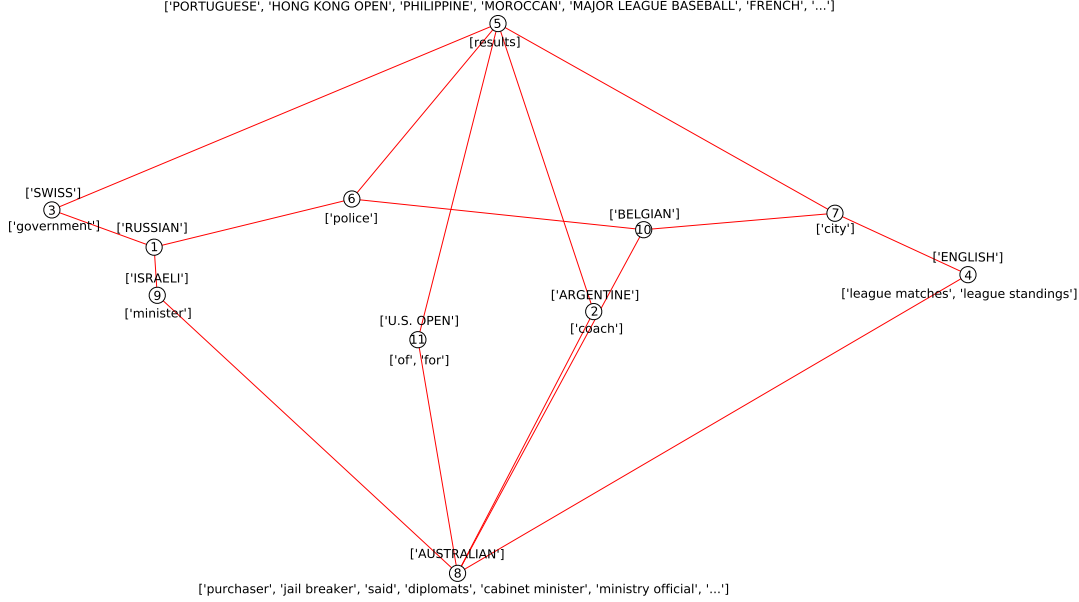 ['PORTUGUESE', 'HONG KONG OPEN', 'PHILIPPINE', 'MOROCCAN', 'MAJOR LEAGUE BASEBALL', 'FRENCH', '...']
5
[results]
['SWISS']
3
['government']
6
['police']
['RUSSIAN']
1
['BELGIAN']
10
7
['city']
['ENGLISH']
4
['league matches', 'league standings']
['ISRAELI']
9
['minister']
['ARGENTINE']
2
['coach']
['U.S. OPEN']
11
['of', 'for']
['AUSTRALIAN']
8
['purchaser', 'jail breaker', 'said', 'diplomats', 'cabinet minister', 'ministry official', '...']